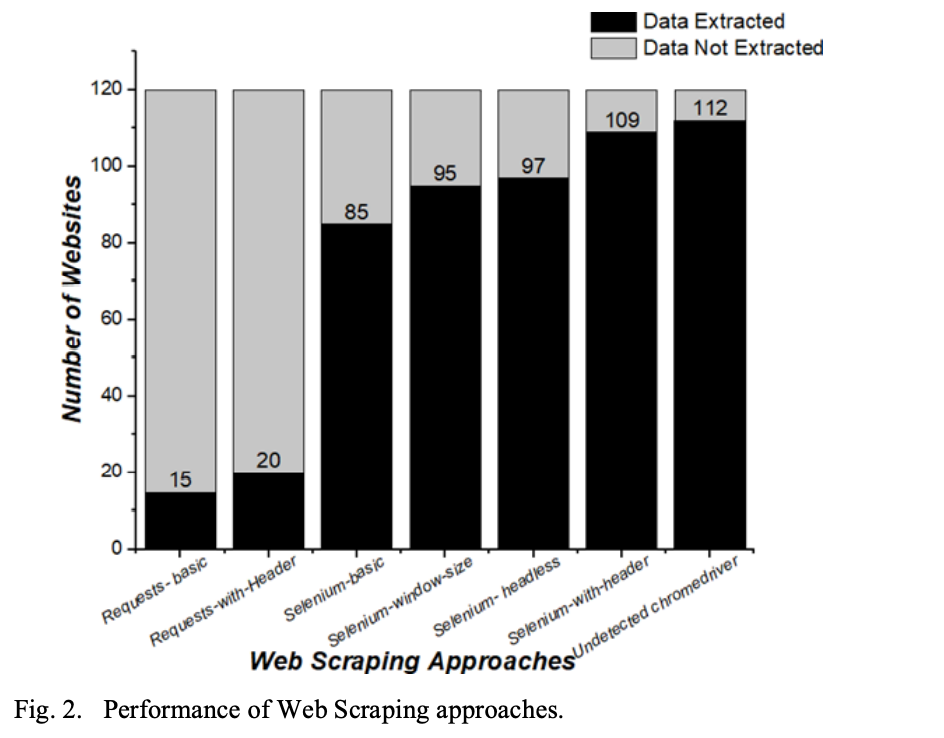 Data Extracted
Data Not Extracted
120
100
80
60
40
20
0
15
20
85
95
97
109
112
Number of Websites
Requests- basic
Requests-with-Header
Selenium-basic
Selenium-window-size
Selenium- headless
Selenium-with-header
Undetected chromedriver
Web Scraping Approaches
Fig. 2. Performance of Web Scraping approaches.